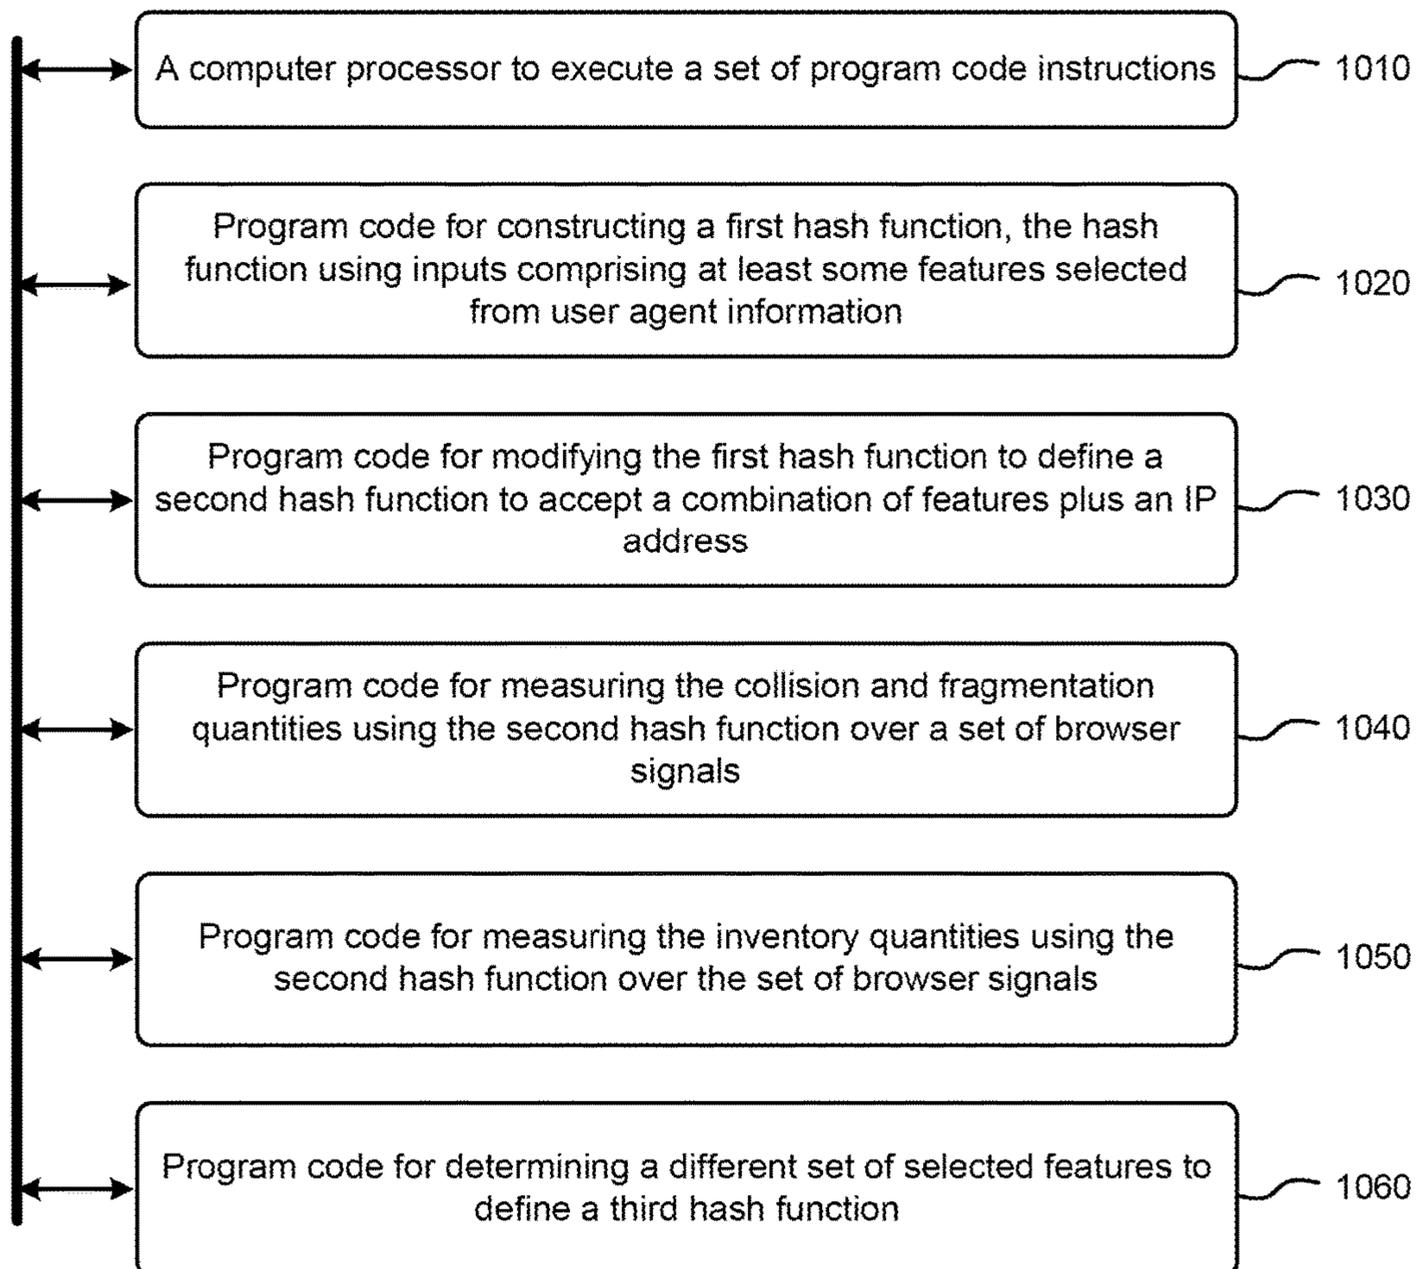 A computer processor to execute a set of program code instructions
1010
Program code for constructing a first hash function, the hash
function using inputs comprising at least some features selected
from user agent information
1020
Program code for modifying the first hash function to define a
second hash function to accept a combination of features plus an IP
address
1030
Program code for measuring the collision and fragmentation
quantities using the second hash function over a set of browser
signals
1040
Program code for measuring the inventory quantities using the
second hash function over the set of browser signals
1050
Program code for determining a different set of selected features to
define a third hash function
1060